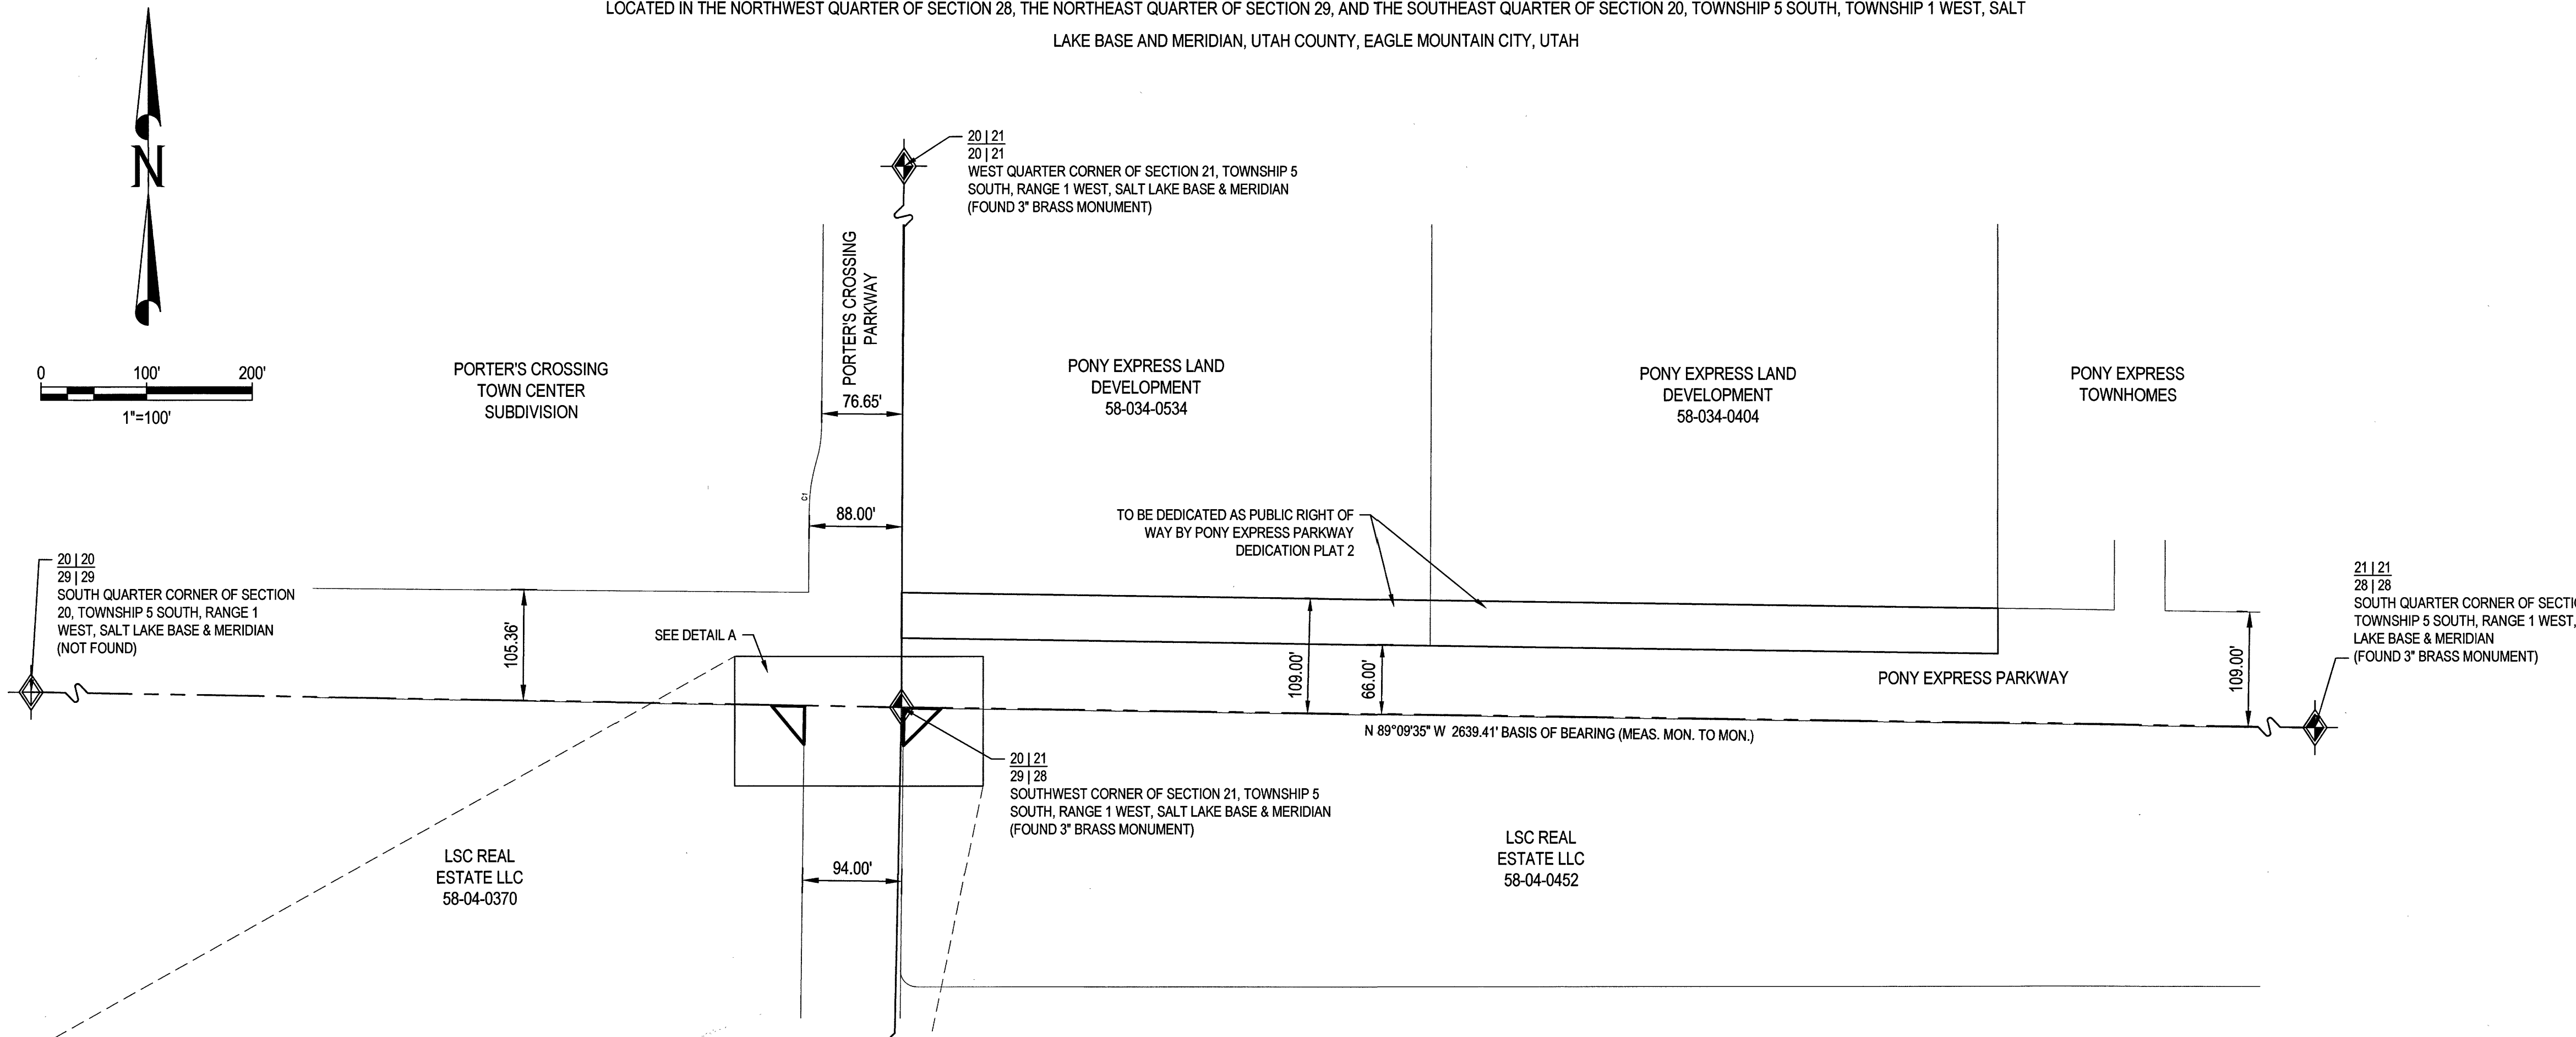 LOCATED IN THE NORTHWEST QUARTER OF SECTION 28, THE NORTHEAST QUARTER OF SECTION 29, AND THE SOUTHEAST QUARTER OF SECTION 20, TOWNSHIP 5 SOUTH, TOWNSHIP 1 WEST, SALT
LAKE BASE AND MERIDIAN, UTAH COUNTY, EAGLE MOUNTAIN CITY, UTAH
N
0 100' 200'
1"=100'
20 | 21
20 | 21
WEST QUARTER CORNER OF SECTION 21, TOWNSHIP 5
SOUTH, RANGE 1 WEST, SALT LAKE BASE & MERIDIAN
(FOUND 3" BRASS MONUMENT)
PORTER'S CROSSING
TOWN CENTER
SUBDIVISION
PORTER'S CROSSING
PARKWAY
76.65'
C1
88.00'
PONY EXPRESS LAND
DEVELOPMENT
58-034-0534
PONY EXPRESS LAND
DEVELOPMENT
58-034-0404
PONY EXPRESS
TOWNHOMES
TO BE DEDICATED AS PUBLIC RIGHT OF
WAY BY PONY EXPRESS PARKWAY
DEDICATION PLAT 2
20 | 20
29 | 29
SOUTH QUARTER CORNER OF SECTION
20, TOWNSHIP 5 SOUTH, RANGE 1
WEST, SALT LAKE BASE & MERIDIAN
(NOT FOUND)
105.36'
SEE DETAIL A
109.00'
66.00'
PONY EXPRESS PARKWAY
109.00'
21 | 21
28 | 28
SOUTH QUARTER CORNER OF SECTIO
TOWNSHIP 5 SOUTH, RANGE 1 WEST,
LAKE BASE & MERIDIAN
(FOUND 3" BRASS MONUMENT)
N 89°09'35" W 2639.41' BASIS OF BEARING (MEAS. MON. TO MON.)
20 | 21
29 | 28
SOUTHWEST CORNER OF SECTION 21, TOWNSHIP 5
SOUTH, RANGE 1 WEST, SALT LAKE BASE & MERIDIAN
(FOUND 3" BRASS MONUMENT)
LSC REAL
ESTATE LLC
58-04-0370
94.00'
LSC REAL
ESTATE LLC
58-04-0452